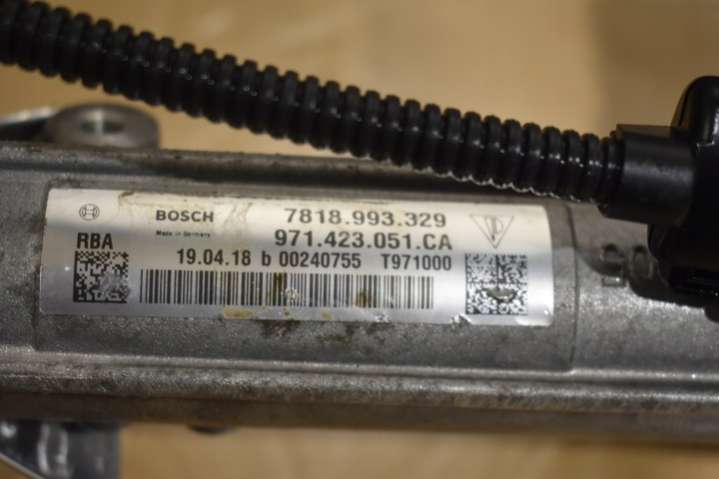 BOSCH 7818.993.329
Made in Germany
RBA 971.423.051.CA
19.04.18 b 00240755 T971000